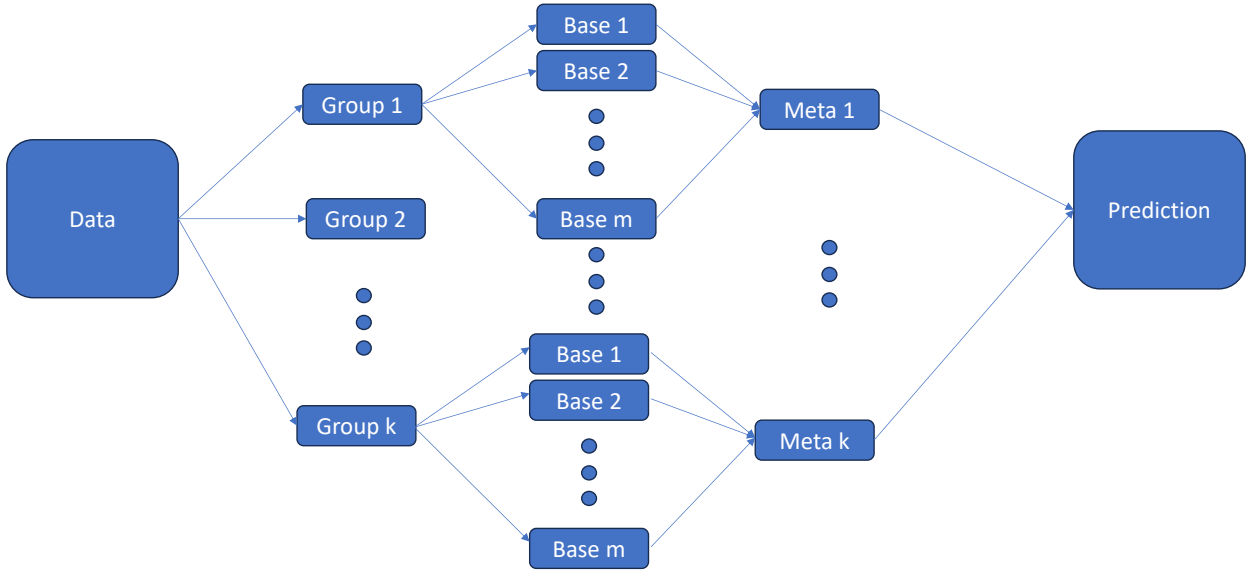 Data
Group 1
Group 2
Group k
Base 1
Base 2
Base m
Base 1
Base 2
Base m
Meta 1
Meta k
Prediction